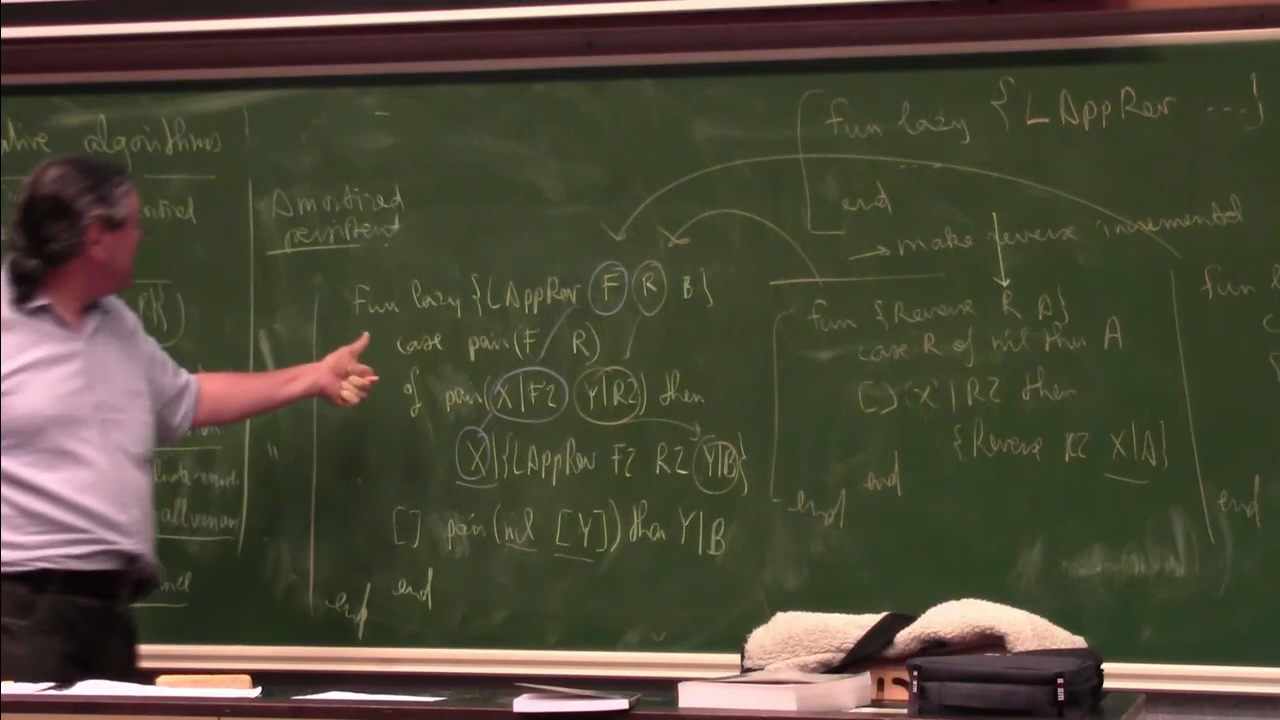 algorithms
Amortized
persistent
Fun lazy {LAppRev F R B}
case pair(F R)
of pair(X|F2 Y|R2) then
X|{LAppRev F2 R2 Y|B}
[] pair(nil [Y]) then Y|B
end
end
fun lazy {LAppRev ...}
...
end
→ make reverse incremental
fun {Reverse R A}
case R of nil then A
[] X|R2 then
{Reverse R2 X|A}
end
end
fun
end